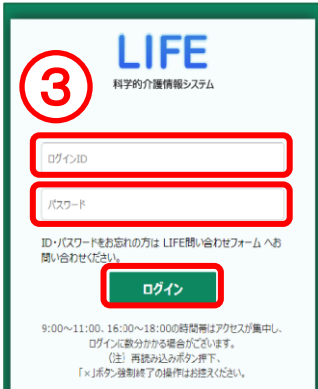 LIFE
科学的介護情報システム
③
ログインID
パスワード
ID・パスワードをお忘れの方は LIFE問い合わせフォーム へお
問い合わせください。
ログイン
9:00～11:00、16:00～18:00の時間帯はアクセスが集中し、
ログインに数分かかる場合がございます。
（注）再読み込みボタン押下、
「×」ボタン強制終了の操作はお控えください。